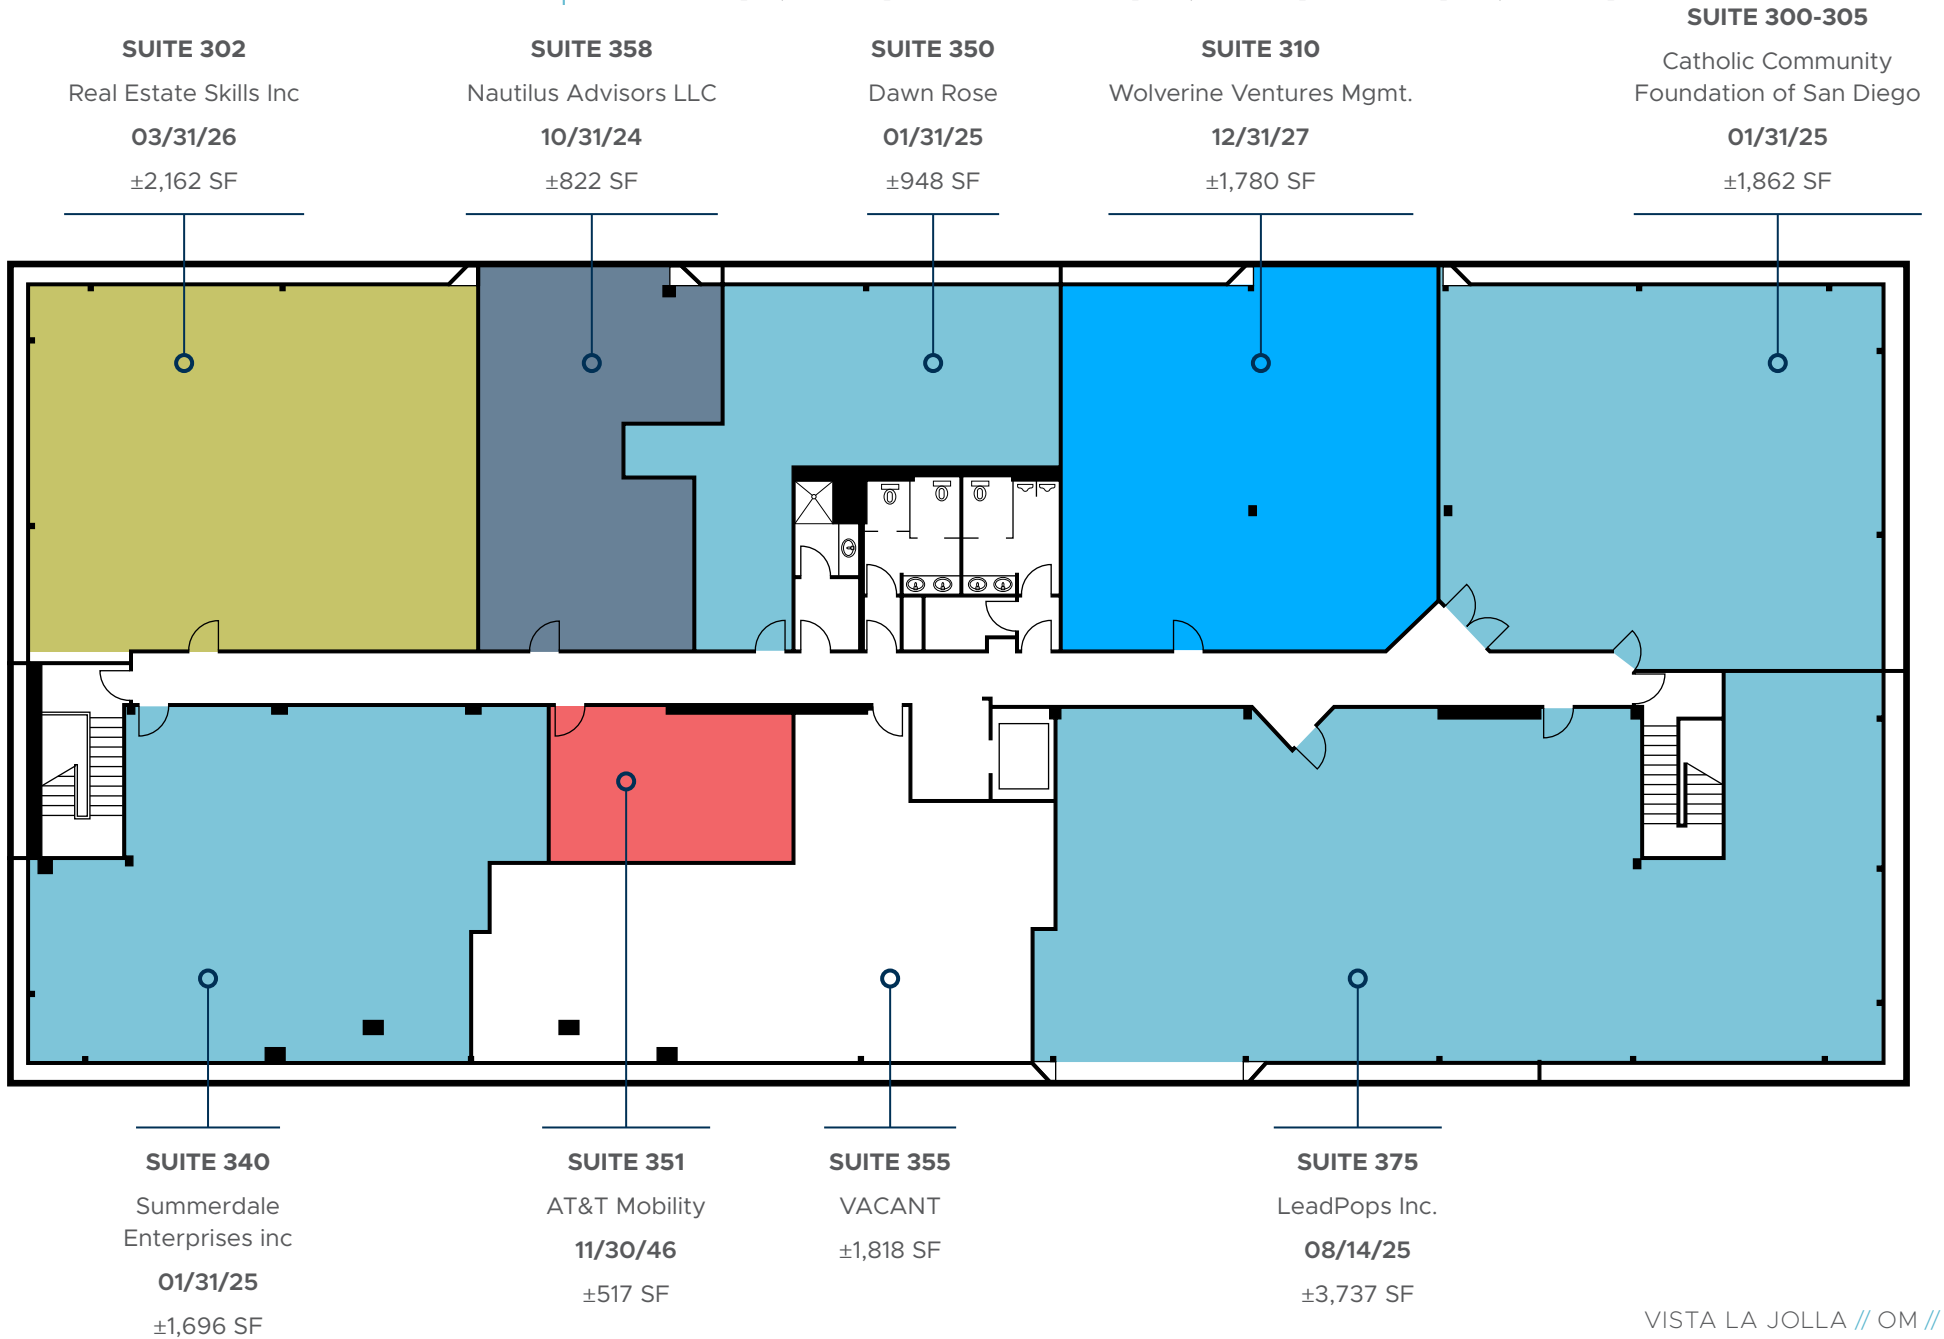 SUITE 302
Real Estate Skills Inc
03/31/26
±2,162 SF
SUITE 358
Nautilus Advisors LLC
10/31/24
±822 SF
SUITE 350
Dawn Rose
01/31/25
±948 SF
SUITE 310
Wolverine Ventures Mgmt.
12/31/27
±1,780 SF
SUITE 300-305
Catholic Community
Foundation of San Diego
01/31/25
±1,862 SF
SUITE 340
Summerdale
Enterprises inc
01/31/25
±1,696 SF
SUITE 351
AT&T Mobility
11/30/46
±517 SF
SUITE 355
VACANT
±1,818 SF
SUITE 375
LeadPops Inc.
08/14/25
±3,737 SF
VISTA LA JOLLA // OM //